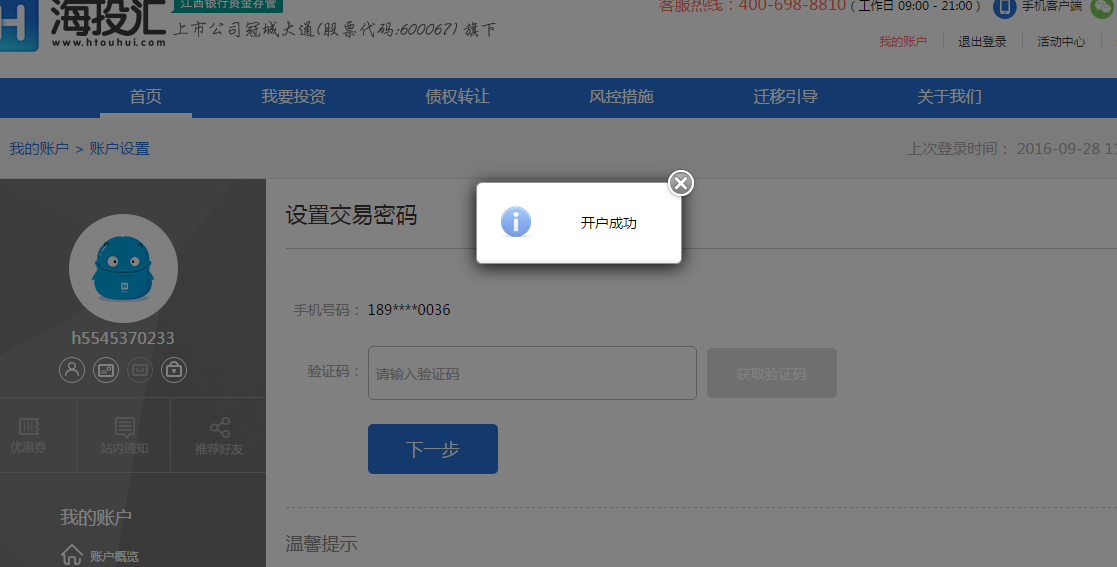 江西银行资金存管
海投汇
www.htouhui.com
上市公司冠城大通(股票代码:600067) 旗下
客服热线：400-698-8810 (工作日 09:00 - 21:00)
手机客户端
我的账户 退出登录 活动中心
首页 我要投资 债权转让 风控措施 迁移引导 关于我们
我的账户 > 账户设置
上次登录时间： 2016-09-28 11
设置交易密码
开户成功
手机号码： 189****0036
h5545370233
验证码： 请输入验证码 获取验证码
下一步
优惠券 站内通知 推荐好友
我的账户
温馨提示
账户概览